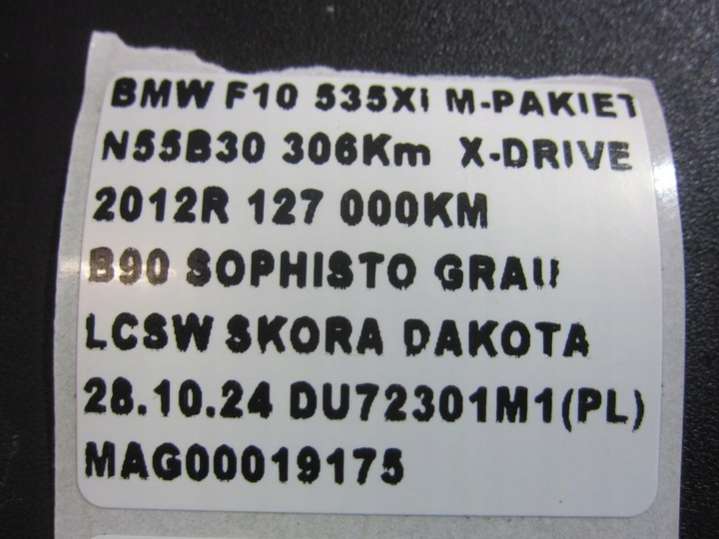 BMW F10 535Xi M-PAKIET
N55B30 306Km X-DRIVE
2012R 127 000KM
B90 SOPHISTO GRAU
LCSW SKORA DAKOTA
28.10.24 DU72301M1(PL)
MAG00019175